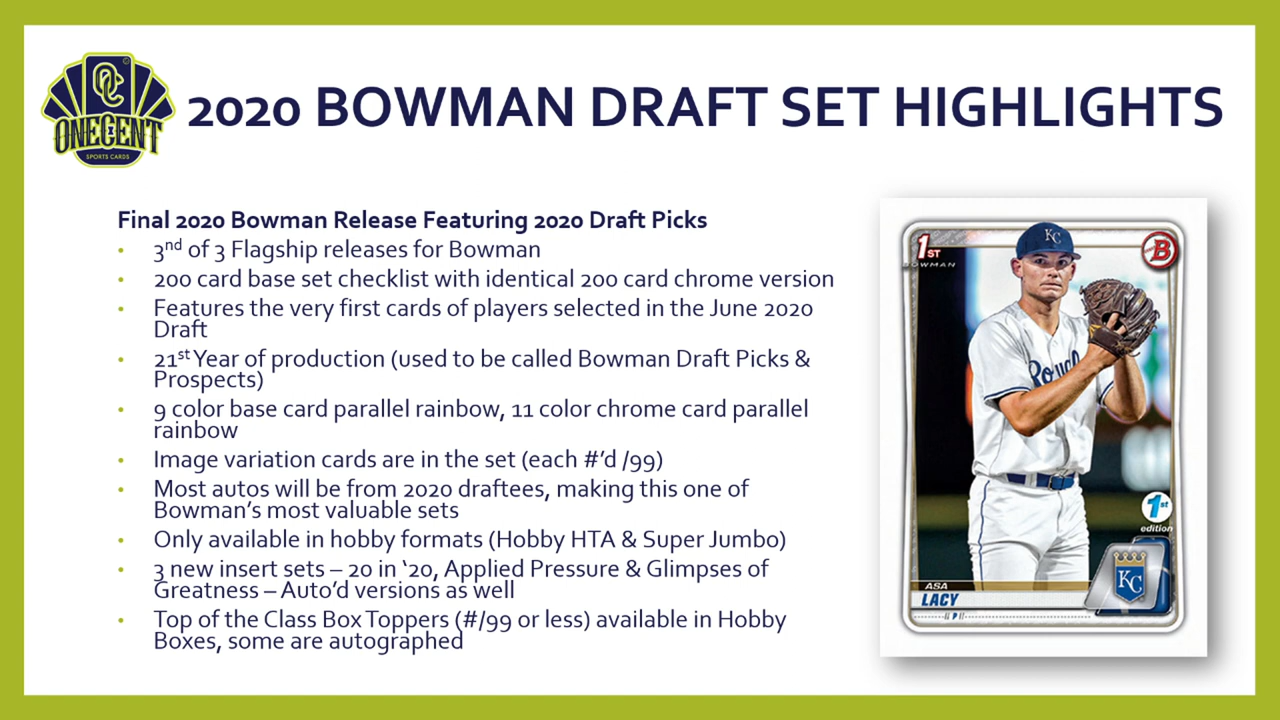 OC
ONECENT
SPORTS CARDS
2020 BOWMAN DRAFT SET HIGHLIGHTS
Final 2020 Bowman Release Featuring 2020 Draft Picks
• 3nd of 3 Flagship releases for Bowman
• 200 card base set checklist with identical 200 card chrome version
• Features the very first cards of players selected in the June 2020
Draft
• 21st Year of production (used to be called Bowman Draft Picks &
Prospects)
• 9 color base card parallel rainbow, 11 color chrome card parallel
rainbow
• Image variation cards are in the set (each #'d /99)
• Most autos will be from 2020 draftees, making this one of
Bowman's most valuable sets
• Only available in hobby formats (Hobby HTA & Super Jumbo)
• 3 new insert sets – 20 in ‘20, Applied Pressure & Glimpses of
Greatness – Auto'd versions as well
• Top of the Class Box Toppers (#/99 or less) available in Hobby
Boxes, some are autographed
1ST
BOWMAN
KC
B
Royals
1st
edition
KC
ASA
LACY
P